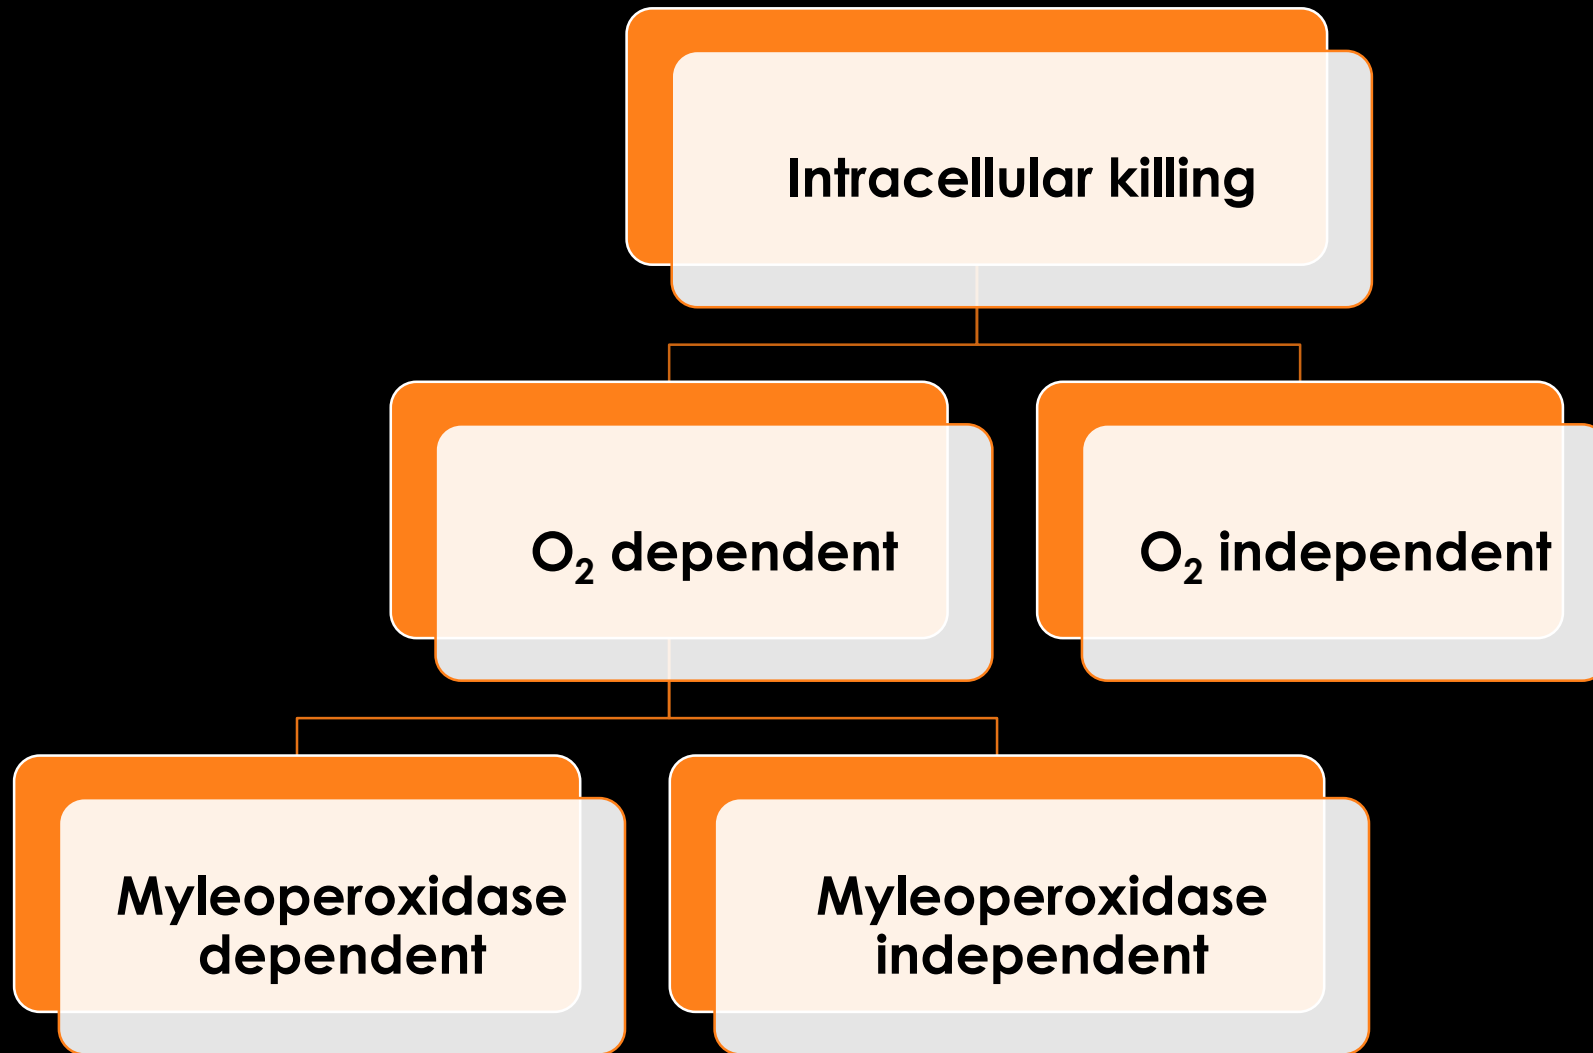 Intracellular killing
O₂ dependent
O₂ independent
Myleoperoxidase
dependent
Myleoperoxidase
independent